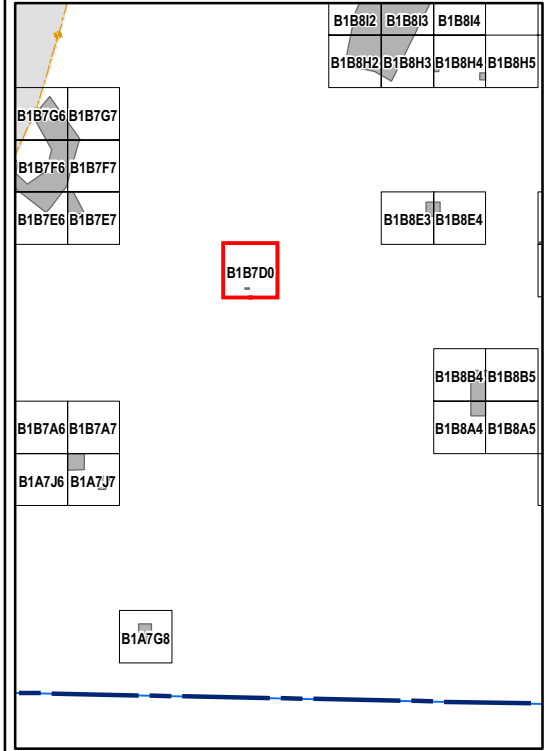 B1B8I2 B1B8I3 B1B8I4
B1B8H2 B1B8H3 B1B8H4 B1B8H5
B1B7G6 B1B7G7
B1B7F6 B1B7F7
B1B7E6 B1B7E7
B1B8E3 B1B8E4
B1B7D0
B1B8B4 B1B8B5
B1B7A6 B1B7A7
B1B8A4 B1B8A5
B1A7J6 B1A7J7
B1A7G8